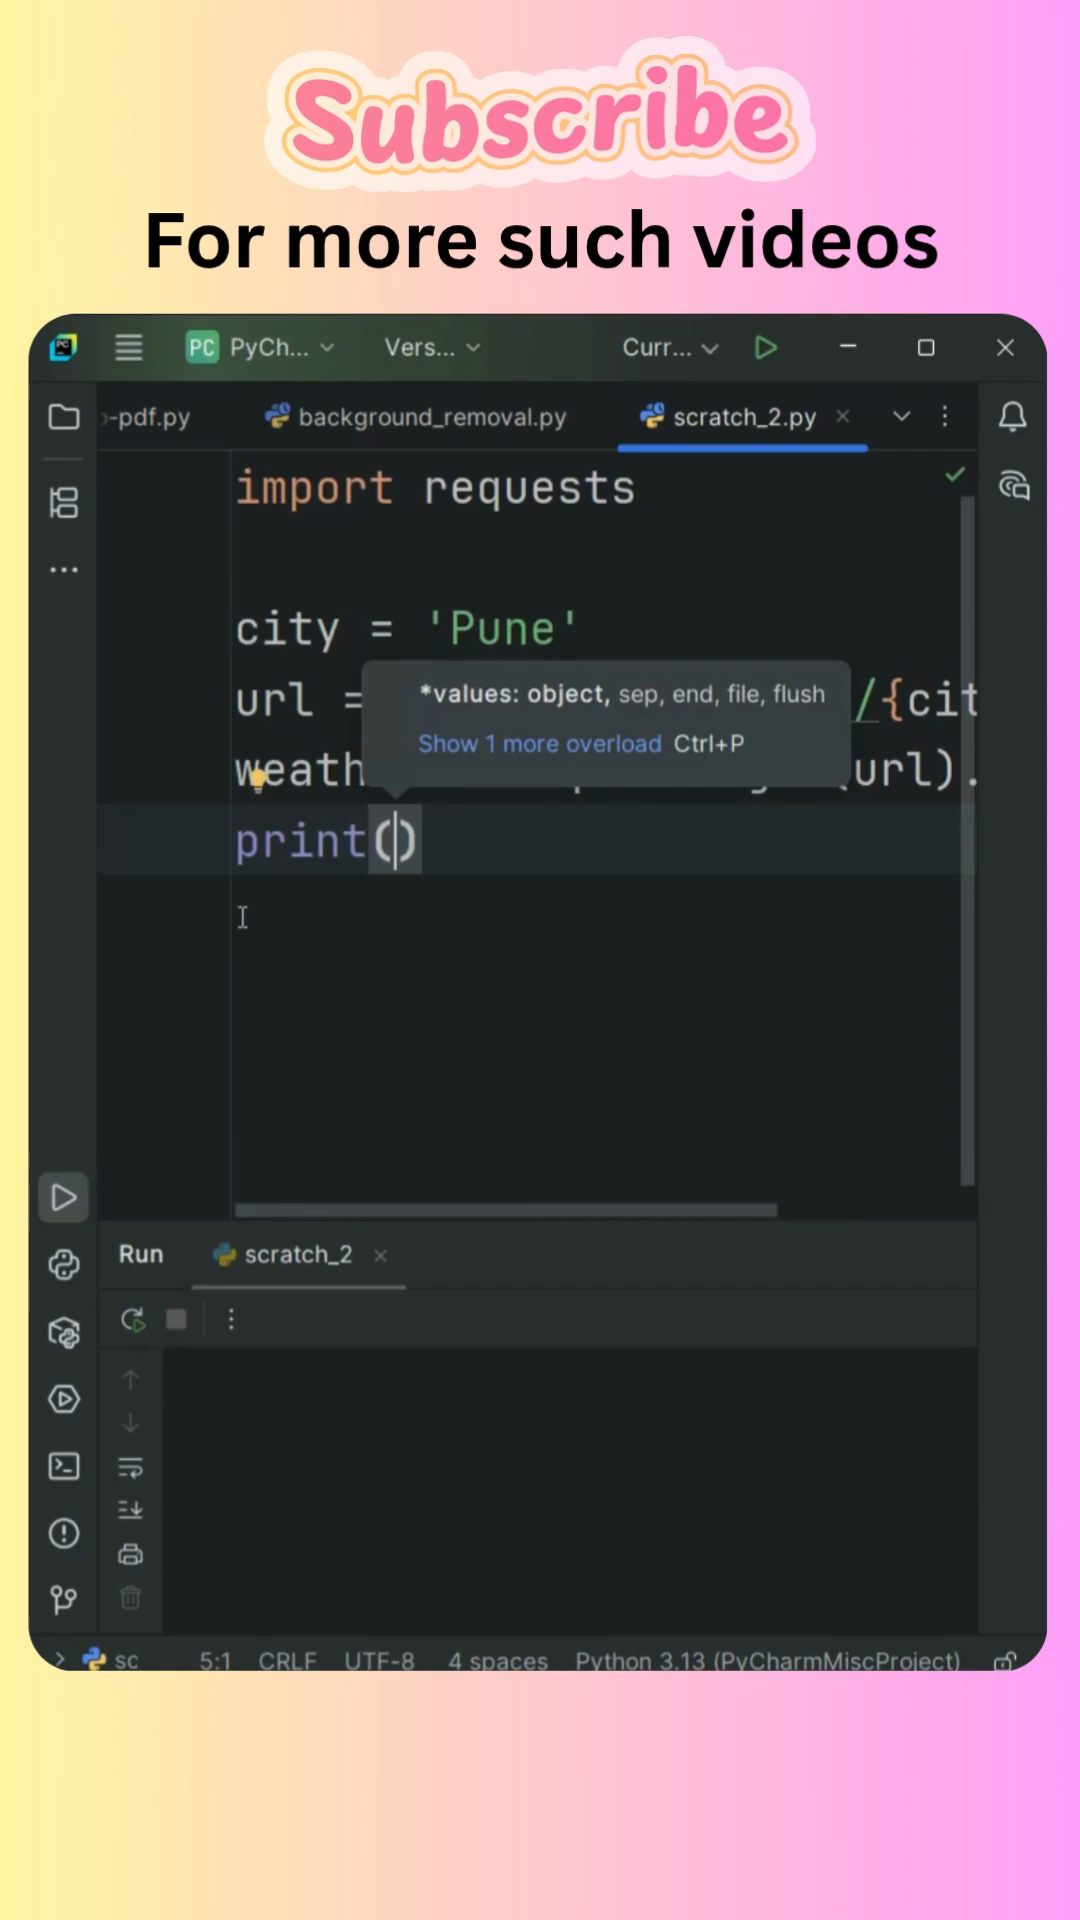 Subscribe
For more such videos
PC PyCh... Vers... Curr...
-pdf.py background_removal.py scratch_2.py
import requests
city = 'Pune'
url = /{cit
*values: object, sep, end, file, flush
Show 1 more overload Ctrl+P
weath (url).
print()
Run scratch_2
sc 5:1 CRLF UTF-8 4 spaces Python 3.13 (PyCharmMiscProject)